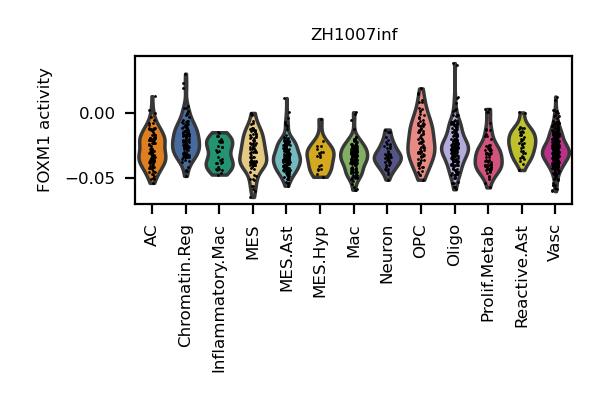 ZH1007inf
FOXM1 activity
0.00
−0.05
AC
Chromatin.Reg
Inflammatory.Mac
MES
MES.Ast
MES.Hyp
Mac
Neuron
OPC
Oligo
Prolif.Metab
Reactive.Ast
Vasc